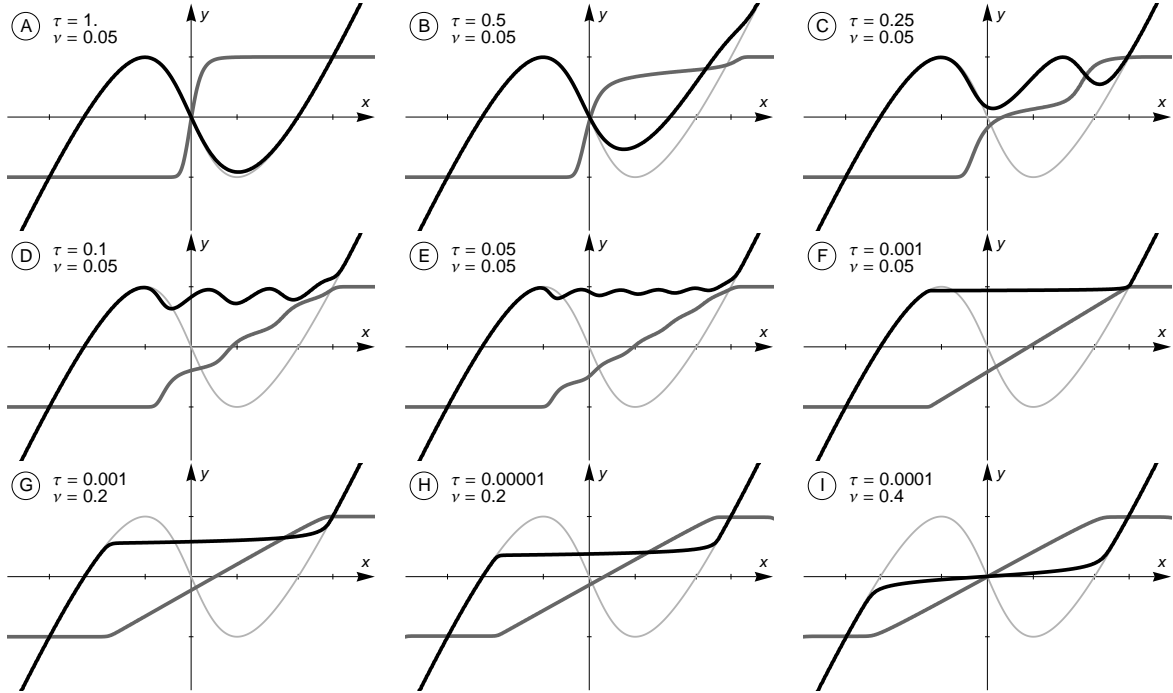 A
τ = 1.
ν = 0.05
y
x
B
τ = 0.5
ν = 0.05
y
x
C
τ = 0.25
ν = 0.05
y
x
D
τ = 0.1
ν = 0.05
y
x
E
τ = 0.05
ν = 0.05
y
x
F
τ = 0.001
ν = 0.05
y
x
G
τ = 0.001
ν = 0.2
y
x
H
τ = 0.00001
ν = 0.2
y
x
I
τ = 0.0001
ν = 0.4
y
x